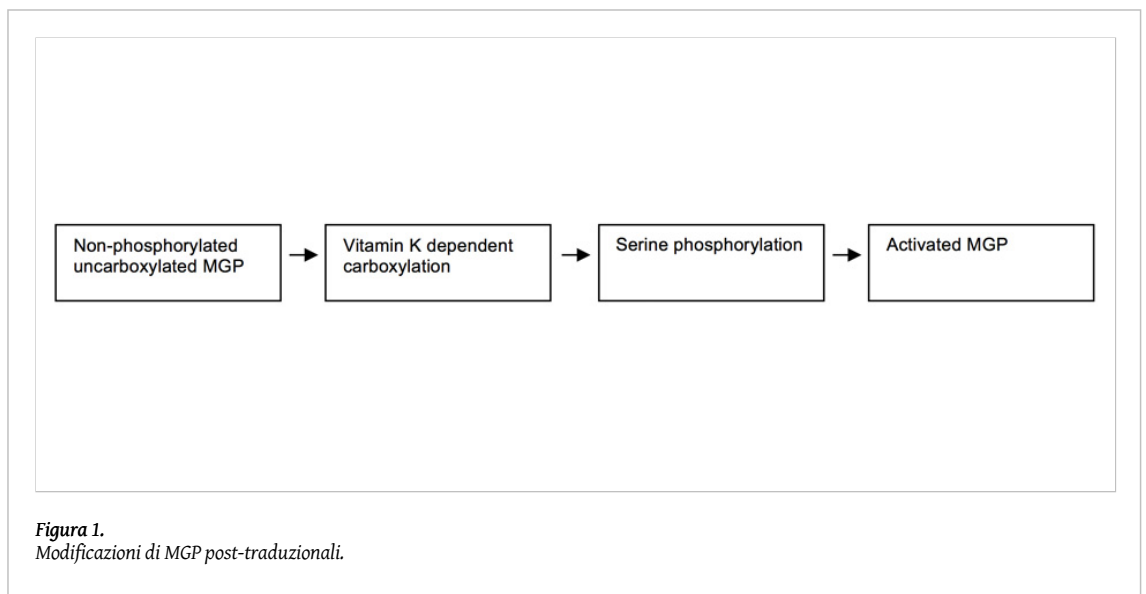 Non-phosphorylated
uncarboxylated MGP
Vitamin K dependent
carboxylation
Serine phosphorylation
Activated MGP
Figura 1.
Modificazioni di MGP post-traduzionali.